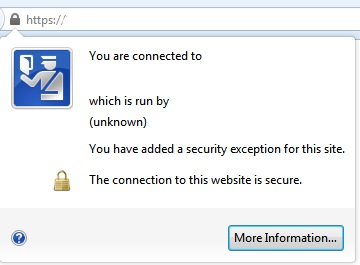 https://
You are connected to
which is run by
(unknown)
You have added a security exception for this site.
The connection to this website is secure.
?
More Information...